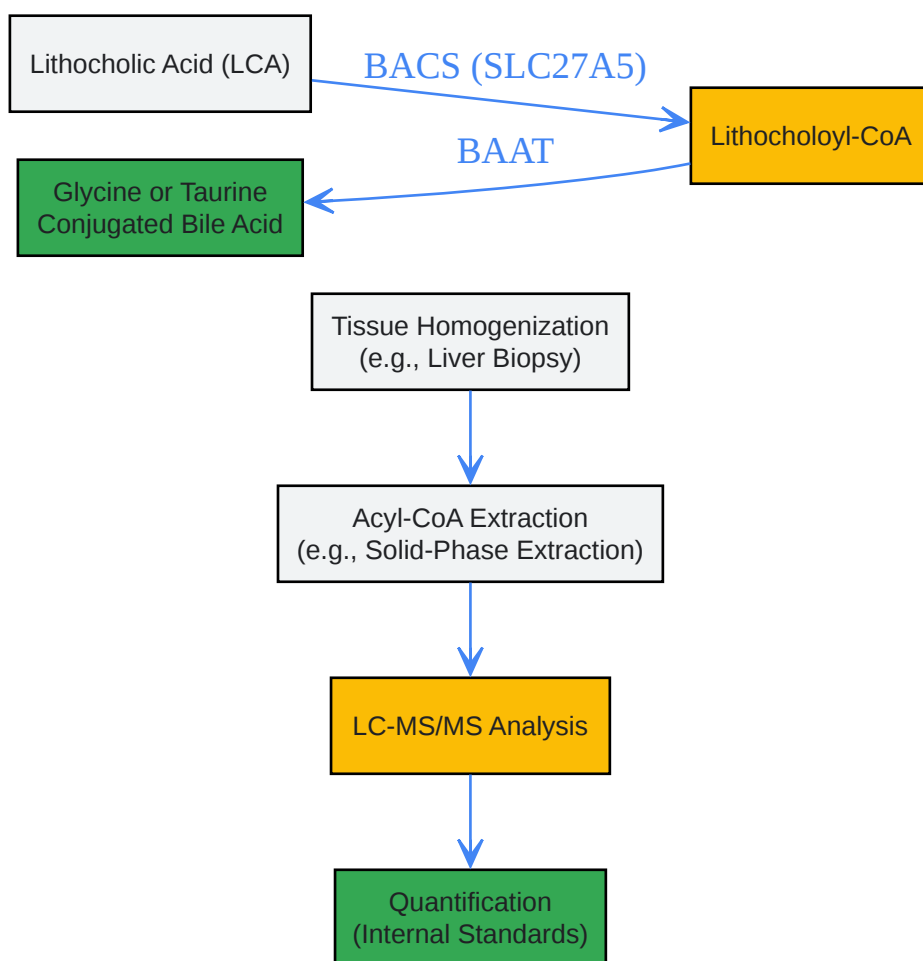 Lithocholic Acid (LCA)
BACS (SLC27A5)
Lithocholoyl-CoA
BAAT
Glycine or Taurine
Conjugated Bile Acid
Tissue Homogenization
(e.g., Liver Biopsy)
Acyl-CoA Extraction
(e.g., Solid-Phase Extraction)
LC-MS/MS Analysis
Quantification
(Internal Standards)